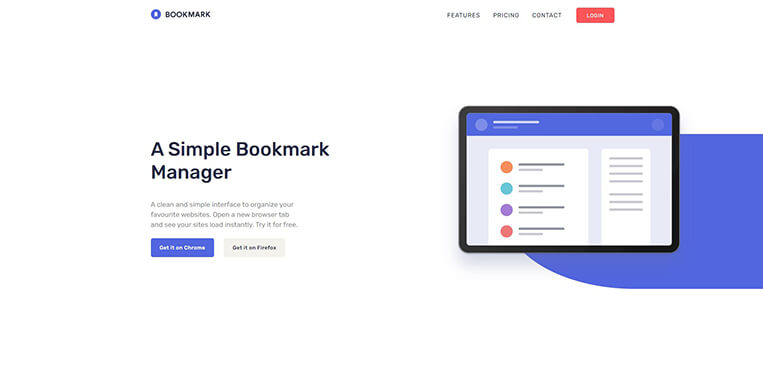 BOOKMARK
FEATURES PRICING CONTACT LOGIN
A Simple Bookmark
Manager
A clean and simple interface to organize your
favourite websites. Open a new browser tab
and see your sites load instantly. Try it for free.
Get it on Chrome Get it on Firefox